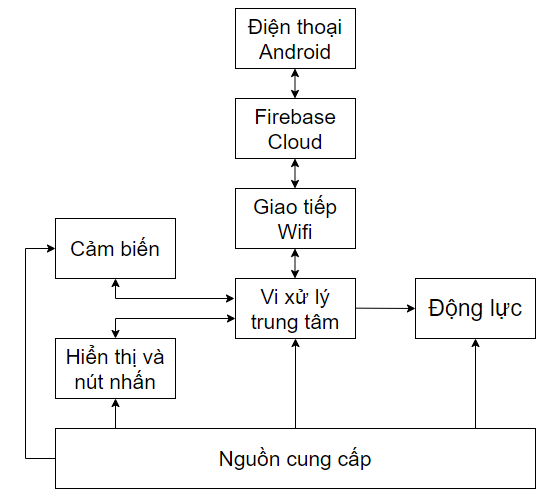 Điện thoại
Android
Firebase
Cloud
Giao tiếp
Wifi
Cảm biến
Vi xử lý
trung tâm
Động lực
Hiển thị và
nút nhấn
Nguồn cung cấp